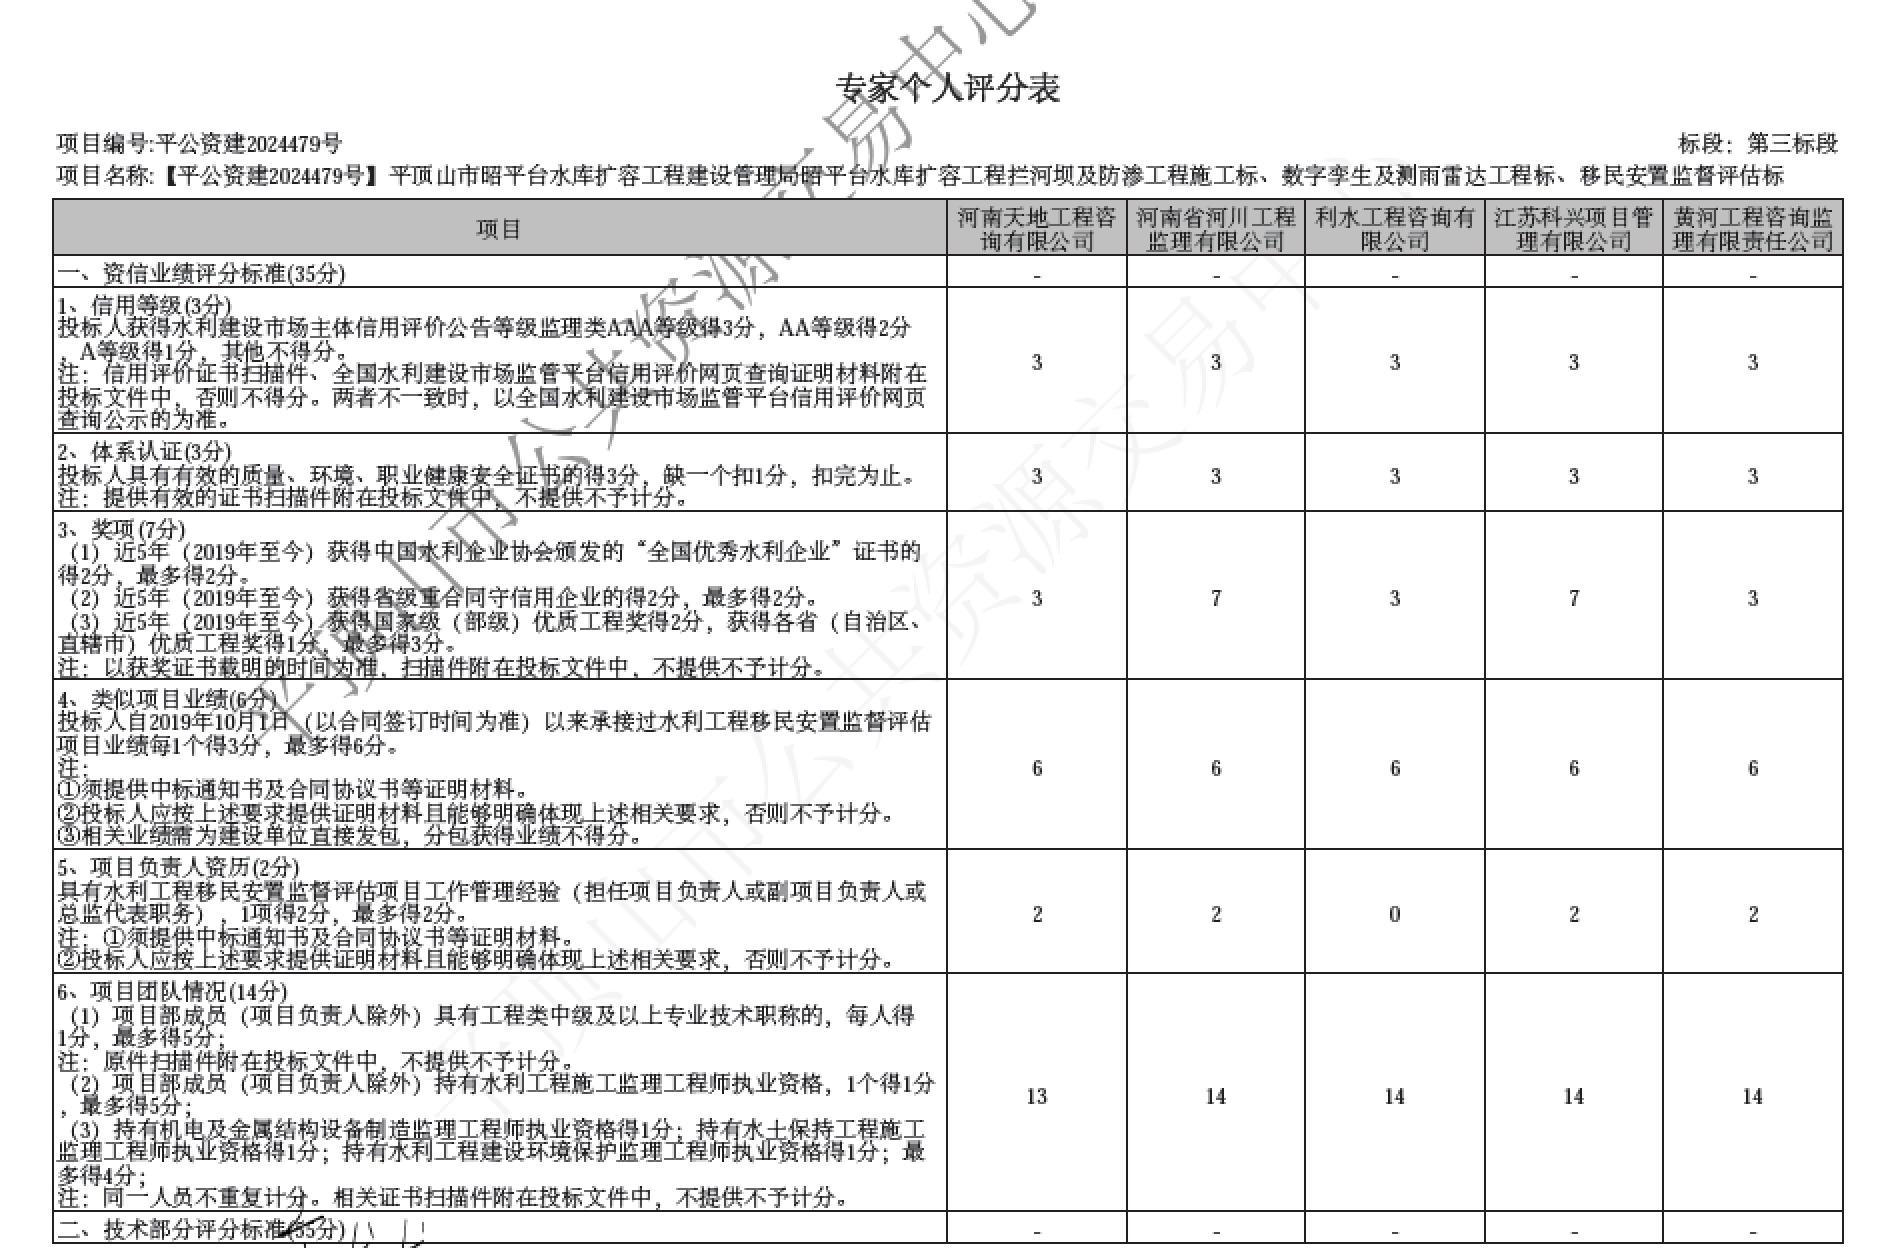 专家个人评分表
项目编号:平公资建2024479号 标段：第三标段
项目名称:【平公资建2024479号】平顶山市昭平台水库扩容工程建设管理局昭平台水库扩容工程拦河坝及防渗工程施工标、数字孪生及测雨雷达工程标、移民安置监督评估标
项目 河南天地工程咨询有限公司 河南省河川工程监理有限公司 利水工程咨询有限公司 江苏科兴项目管理有限公司 黄河工程咨询监理有限责任公司
一、资信业绩评分标准(35分) - - - - -
1、信用等级(3分)
投标人获得水利建设市场主体信用评价公告等级监理类AAA等级得3分，AA等级得2分
，A等级得1分，其他不得分。
注：信用评价证书扫描件、全国水利建设市场监管平台信用评价网页查询证明材料附在
投标文件中，否则不得分。两者不一致时，以全国水利建设市场监管平台信用评价网页
查询公示的为准。
3 3 3 3 3
2、体系认证(3分)
投标人具有有效的质量、环境、职业健康安全证书的得3分，缺一个扣1分，扣完为止。
注：提供有效的证书扫描件附在投标文件中，不提供不予计分。
3 3 3 3 3
3、奖项(7分)
（1）近5年（2019年至今）获得中国水利企业协会颁发的“全国优秀水利企业”证书的
得2分，最多得2分。
（2）近5年（2019年至今）获得省级重合同守信用企业的得2分，最多得2分。
（3）近5年（2019年至今）获得国家级（部级）优质工程奖得2分，获得各省（自治区、
直辖市）优质工程奖得1分，最多得3分。
注：以获奖证书载明的时间为准，扫描件附在投标文件中，不提供不予计分。
3 7 3 7 3
4、类似项目业绩(6分)
投标人自2019年10月1日（以合同签订时间为准）以来承接过水利工程移民安置监督评估
项目业绩每1个得3分，最多得6分。
注：
①须提供中标通知书及合同协议书等证明材料。
②投标人应按上述要求提供证明材料且能够明确体现上述相关要求，否则不予计分。
③相关业绩需为建设单位直接发包，分包获得业绩不得分。
6 6 6 6 6
5、项目负责人资历(2分)
具有水利工程移民安置监督评估项目工作管理经验（担任项目负责人或副项目负责人或
总监代表职务），1项得2分，最多得2分。
注：①须提供中标通知书及合同协议书等证明材料。
②投标人应按上述要求提供证明材料且能够明确体现上述相关要求，否则不予计分。
2 2 0 2 2
6、项目团队情况(14分)
（1）项目部成员（项目负责人除外）具有工程类中级及以上专业技术职称的，每人得
1分，最多得5分；
注：原件扫描件附在投标文件中，不提供不予计分。
（2）项目部成员（项目负责人除外）持有水利工程施工监理工程师执业资格，1个得1分
，最多得5分；
（3）持有机电及金属结构设备制造监理工程师执业资格得1分；持有水土保持工程施工
监理工程师执业资格得1分；持有水利工程建设环境保护监理工程师执业资格得1分；最
多得4分；
注：同一人员不重复计分。相关证书扫描件附在投标文件中，不提供不予计分。
13 14 14 14 14
二、技术部分评分标准(55分) - - - - -
平顶山市公共资源交易中心
平顶山市公共资源交易中